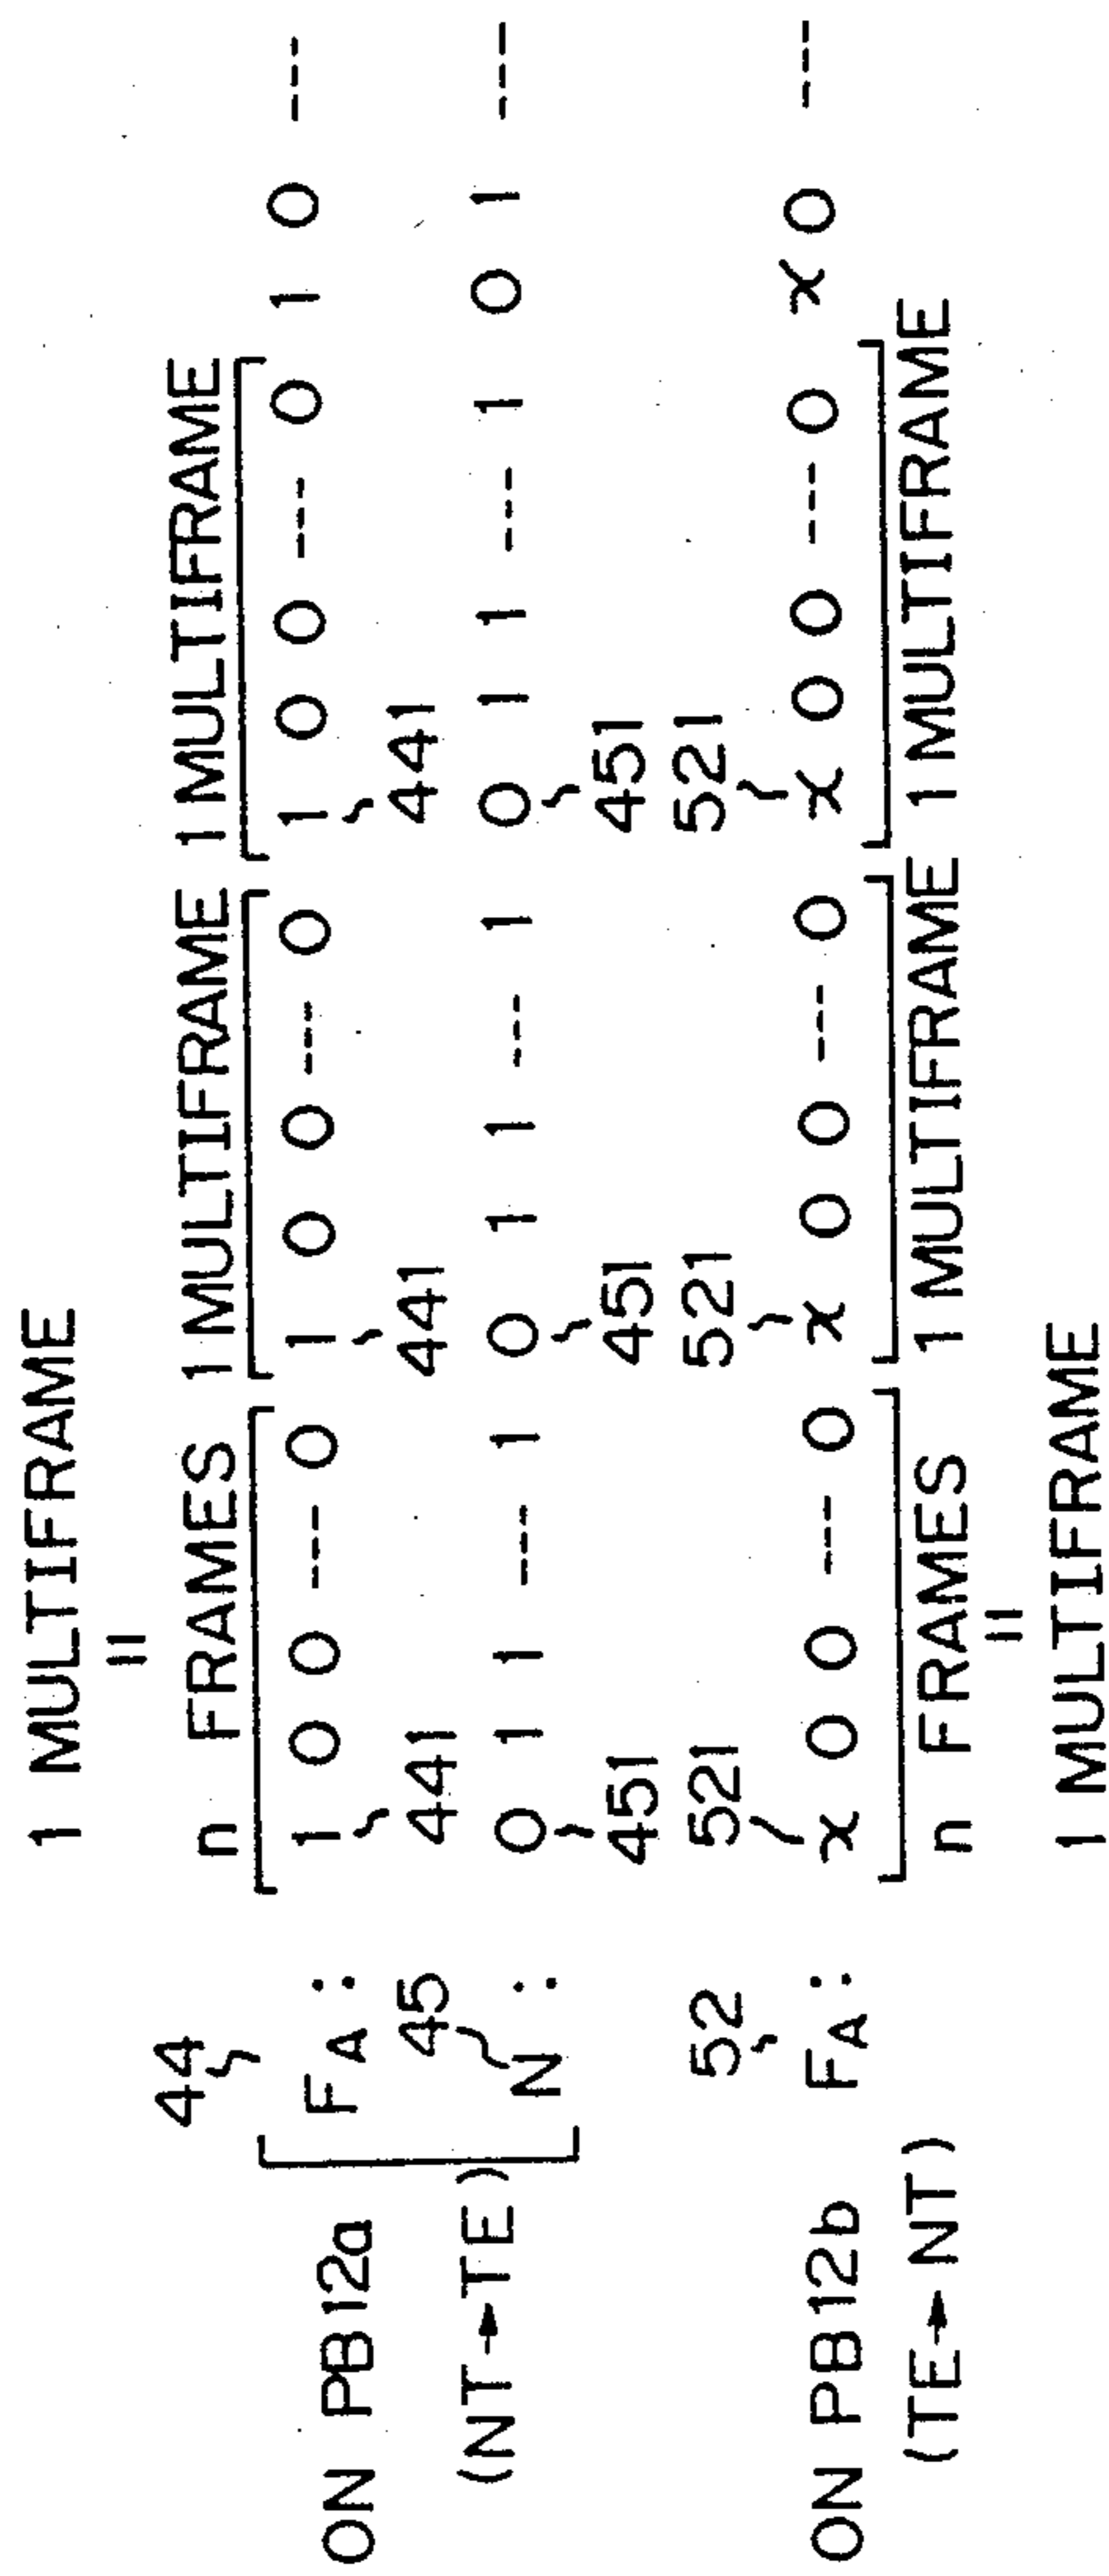 1 MULTIFRAME
=
n FRAMES 1 MULTIFRAME 1 MULTIFRAME
44
ON PB12a FA: 1 0 0 --- 0 1 0 0 --- 0 1 0 0 --- 0 1 0 ---
441 441 441
45
(NT→TE) N: 0 1 1 --- 1 0 1 1 --- 1 0 1 1 --- 1 0 1 ---
451 451 451
52 521 521 521
ON PB12b FA: x 0 0 --- 0 x 0 0 --- 0 x 0 0 --- 0 x 0 ---
(TE→NT)
n FRAMES 1 MULTIFRAME 1 MULTIFRAME
=
1 MULTIFRAME